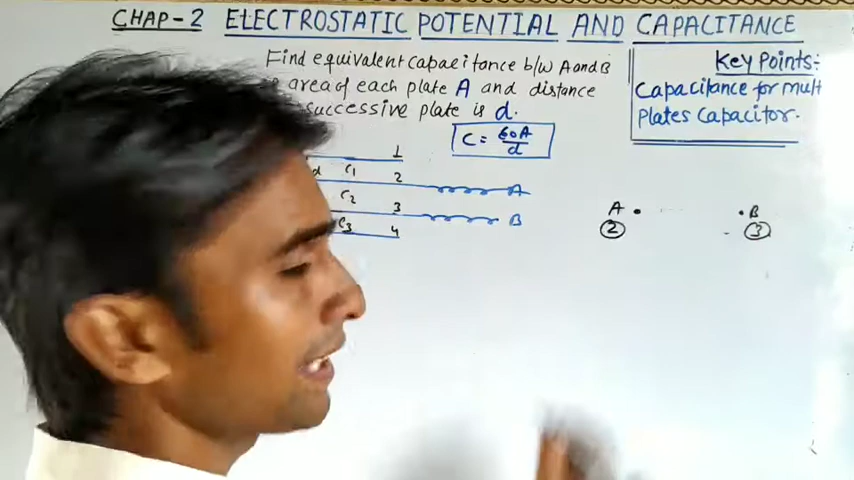 CHAP-2 ELECTROSTATIC POTENTIAL AND CAPACITANCE
Find equivalent capacitance b/w A and B
area of each plate A and distance
successive plate is d.
C = ϵ0A/d
Key Points:-
Capacitance for mult
Plates Capacitor.
1
d C1 2 A
C2 3 B
C3 4
A B
2 3